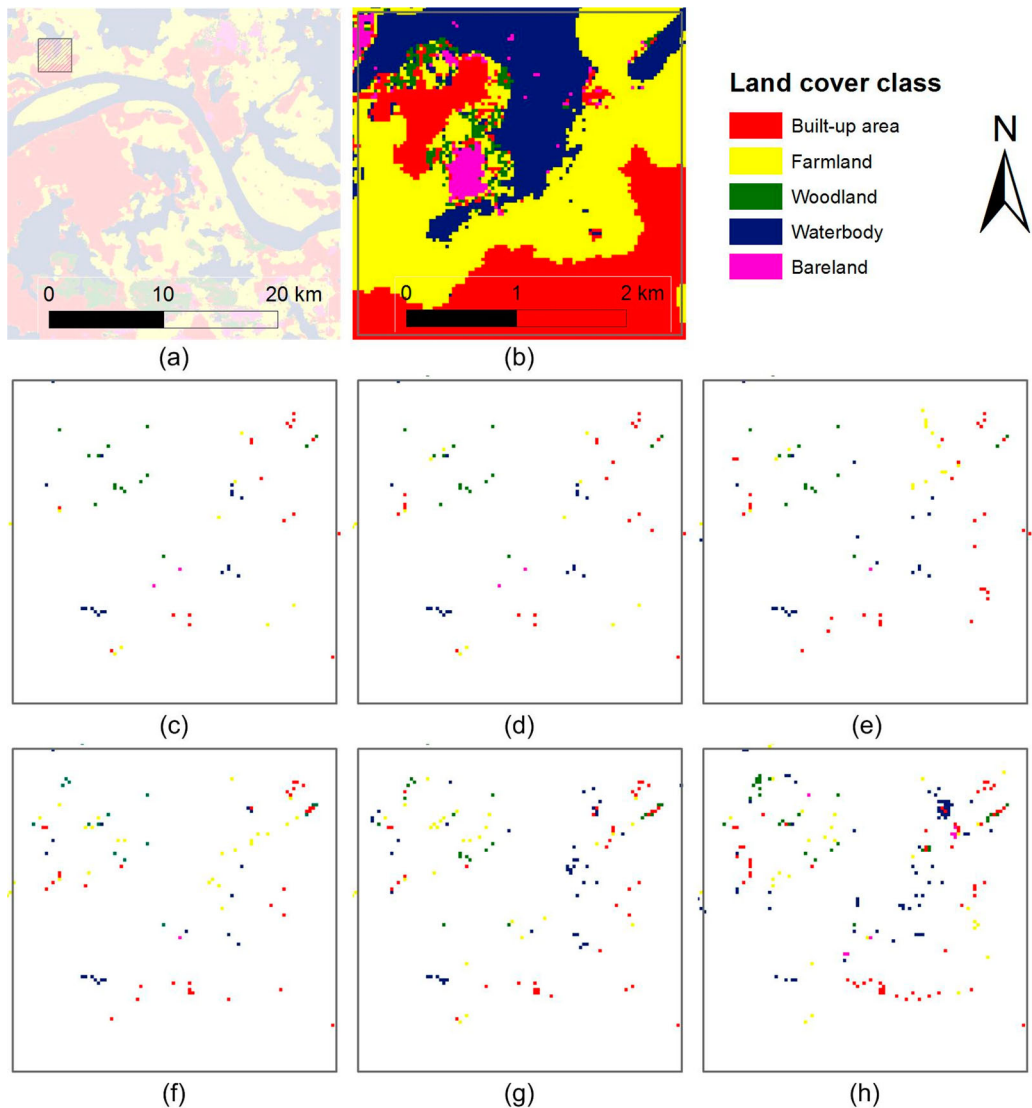 0 10 20 km
(a)
0 1 2 km
(b)
Land cover class
Built-up area
Farmland
Woodland
Waterbody
Bareland
N
(c)
(d)
(e)
(f)
(g)
(h)